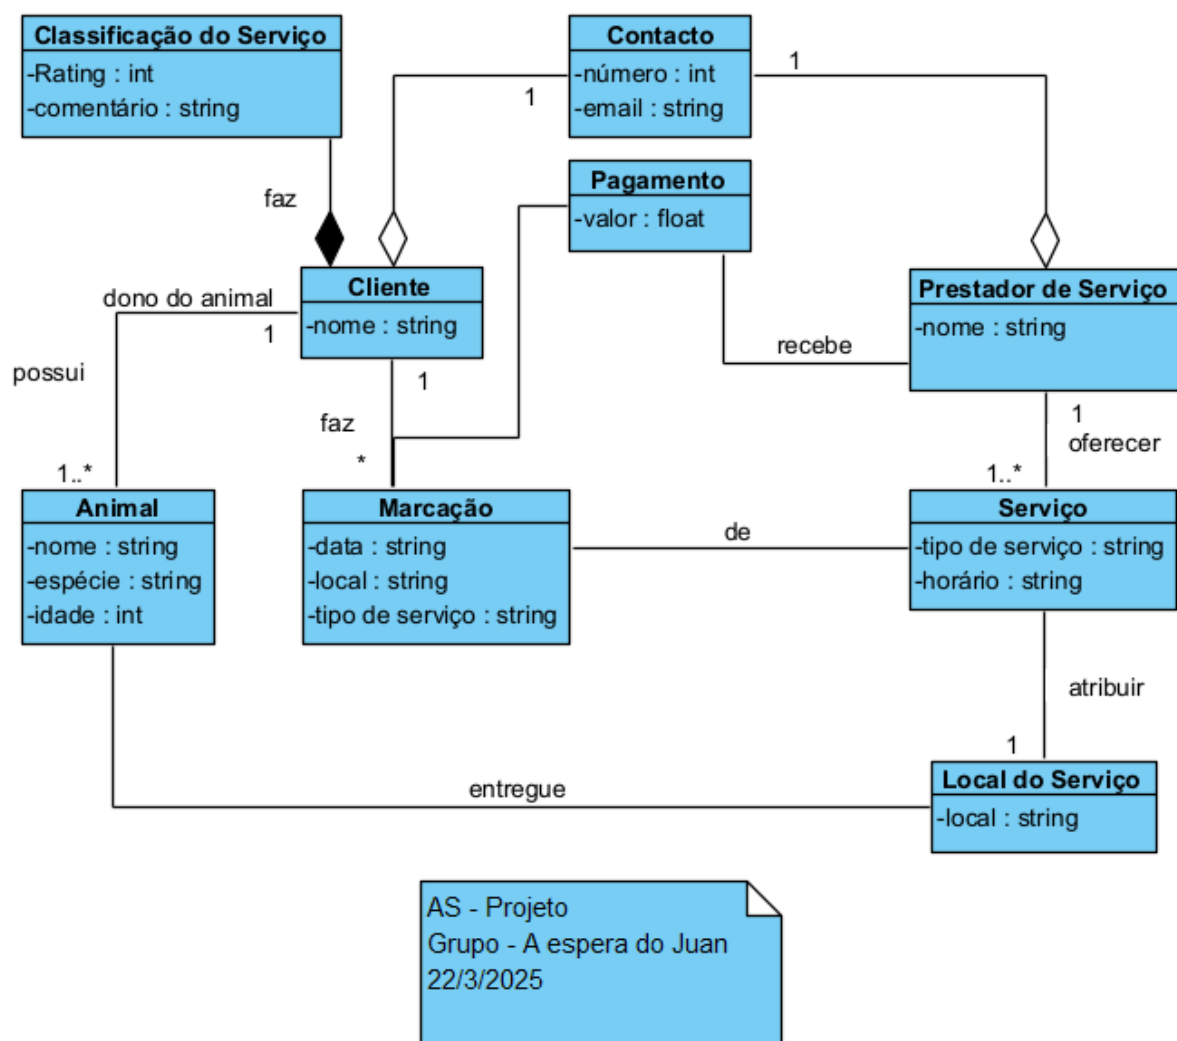 Classificação do Serviço
-Rating : int
-comentário : string
Contacto
-número : int
-email : string
1
1
Pagamento
-valor : float
faz
Cliente
-nome : string
dono do animal
1
Prestador de Serviço
-nome : string
recebe
possui
1
faz
*
1
oferecer
1..*
1..*
Animal
-nome : string
-espécie : string
-idade : int
Marcação
-data : string
-local : string
-tipo de serviço : string
de
Serviço
-tipo de serviço : string
-horário : string
atribuir
1
entregue
Local do Serviço
-local : string
AS - Projeto
Grupo - A espera do Juan
22/3/2025